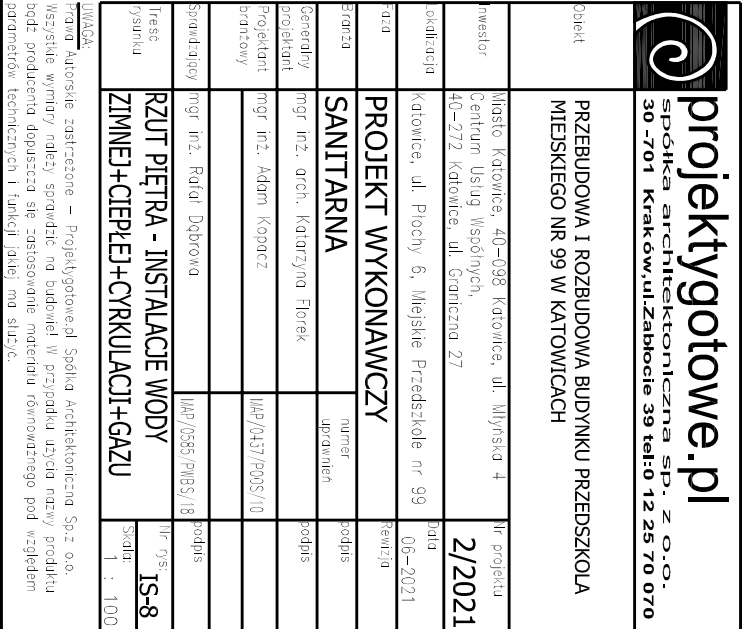 projektygotowe.pl
spółka architektoniczna sp. z o.o.
30 -701 Kraków,ul.Zabłocie 39 tel:0 12 25 70 070
Obiekt
PRZEBUDOWA I ROZBUDOWA BUDYNKU PRZEDSZKOLA
MIEJSKIEGO NR 99 W KATOWICACH
Inwestor
Miasto Katowice, 40-098 Katowice, ul. Młyńska 4
Centrum Usług Wspólnych,
40-272 Katowice, ul. Graniczna 27
Nr projektu
2/2021
Lokalizacja
Katowice, ul. Płochy 6, Miejskie Przedszkole nr 99
Data
06-2021
Faza
PROJEKT WYKONAWCZY
Rewizja
Branża
SANITARNA
numer
uprawnień
podpis
Generalny
projektant
mgr inż. arch. Katarzyna Florek
podpis
Projektant
branżowy
mgr inż. Adam Kopacz
MAP/0437/POOS/10
Sprawdzający
mgr inż. Rafał Dąbrowa
MAP/0585/PWBS/18
podpis
Treść
rysunku
RZUT PIĘTRA - INSTALACJE WODY
ZIMNEJ+CIEPŁEJ+CYRKULACJI+GAZU
Nr rys:
IS-8
Skala:
1 : 100
UWAGA:
Prawa Autorskie zastrzeżone - Projektygotowe.pl Spółka Architektoniczna Sp.z o.o.
Wszystkie wymiary należy sprawdzić na budowie! W przypadku użycia nazwy produktu
bądź producenta dopuszcza się zastosowanie materiału równoważnego pod względem
parametrów technicznych i funkcji jakiej ma służyć.